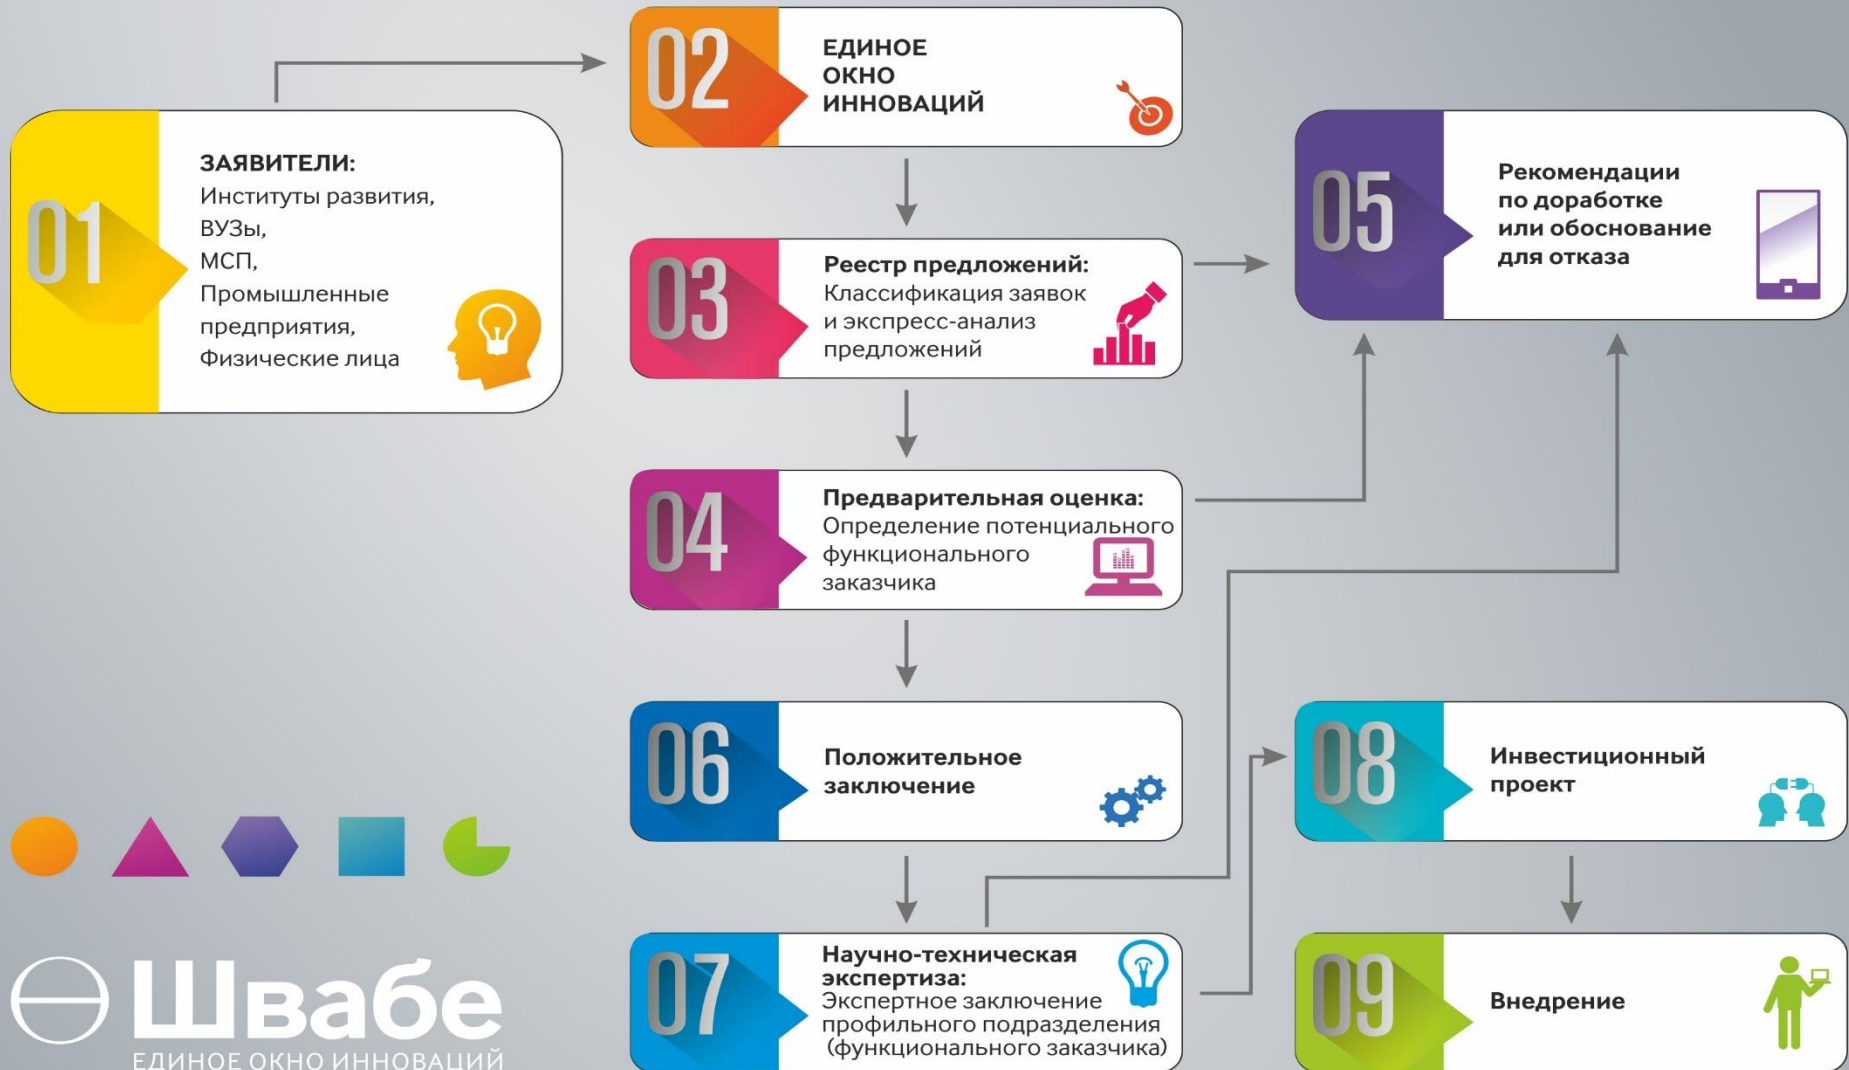 01
ЗАЯВИТЕЛИ:
Институты развития,
ВУЗы,
МСП,
Промышленные
предприятия,
Физические лица
02
ЕДИНОЕ
ОКНО
ИННОВАЦИЙ
03
Реестр предложений:
Классификация заявок
и экспресс-анализ
предложений
04
Предварительная оценка:
Определение потенциального
функционального
заказчика
05
Рекомендации
по доработке
или обоснование
для отказа
06
Положительное
заключение
07
Научно-техническая
экспертиза:
Экспертное заключение
профильного подразделения
(функционального заказчика)
08
Инвестиционный
проект
09
Внедрение
Швабе
ЕДИНОЕ ОКНО ИННОВАЦИЙ